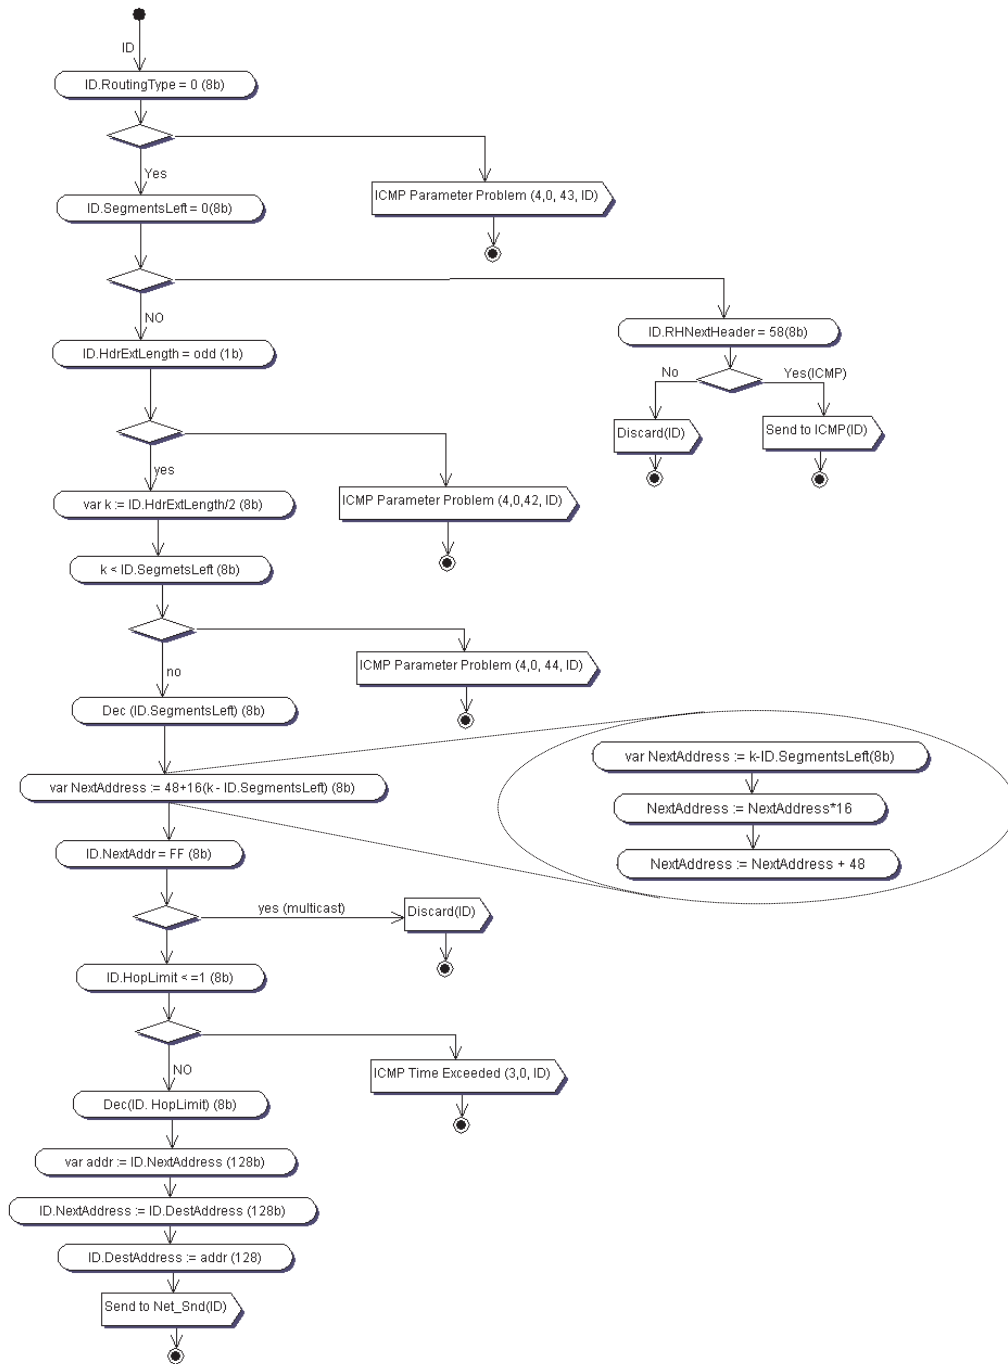 ID
ID.RoutingType = 0 (8b)
Yes
ICMP Parameter Problem (4,0, 43, ID)
ID.SegmentsLeft = 0(8b)
NO
ID.RHNextHeader = 58(8b)
ID.HdrExtLength = odd (1b)
No
Yes(ICMP)
Discard(ID)
Send to ICMP(ID)
yes
ICMP Parameter Problem (4,0,42, ID)
var k := ID.HdrExtLength/2 (8b)
k < ID.SegmetsLeft (8b)
no
ICMP Parameter Problem (4,0, 44, ID)
Dec (ID.SegmentsLeft) (8b)
var NextAddress := 48+16(k - ID.SegmentsLeft) (8b)
var NextAddress := k-ID.SegmentsLeft(8b)
NextAddress := NextAddress*16
NextAddress := NextAddress + 48
ID.NextAddr = FF (8b)
yes (multicast)
Discard(ID)
ID.HopLimit < =1 (8b)
NO
ICMP Time Exceeded (3,0, ID)
Dec(ID. HopLimit) (8b)
var addr := ID.NextAddress (128b)
ID.NextAddress := ID.DestAddress (128b)
ID.DestAddress := addr (128)
Send to Net_Snd(ID)